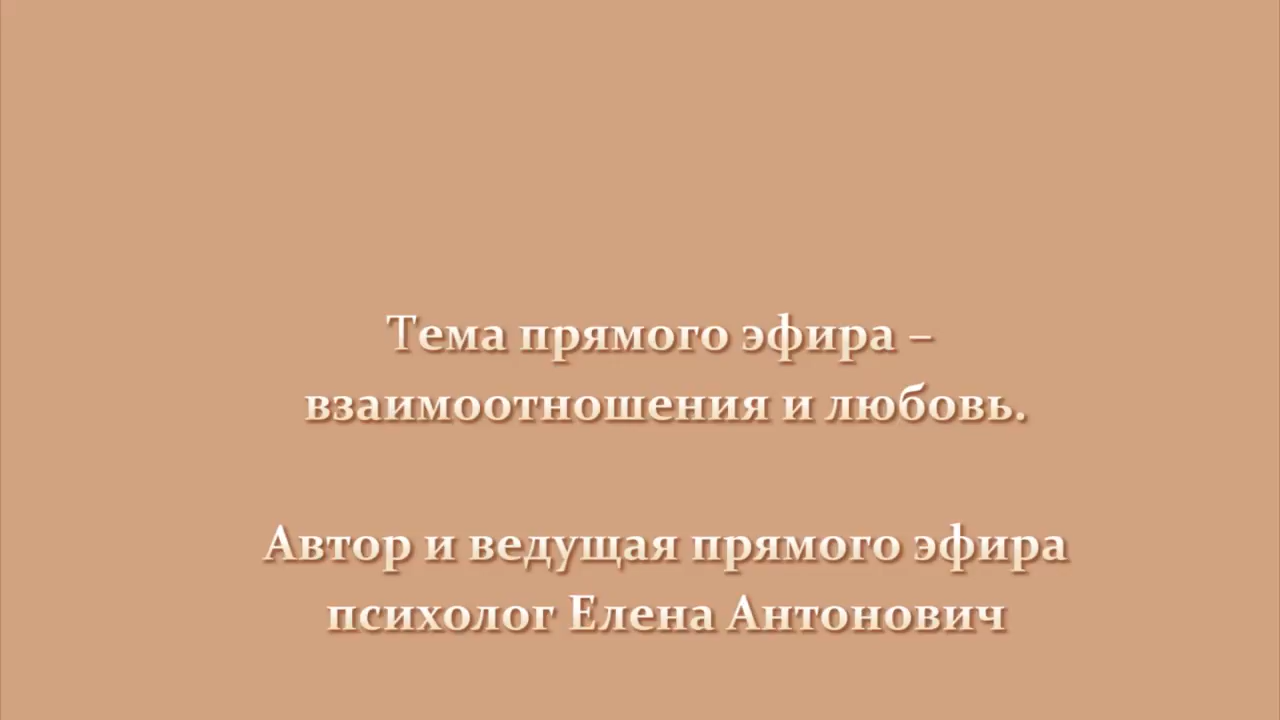 Тема прямого эфира –
взаимоотношения и любовь.
Автор и ведущая прямого эфира
психолог Елена Антонович